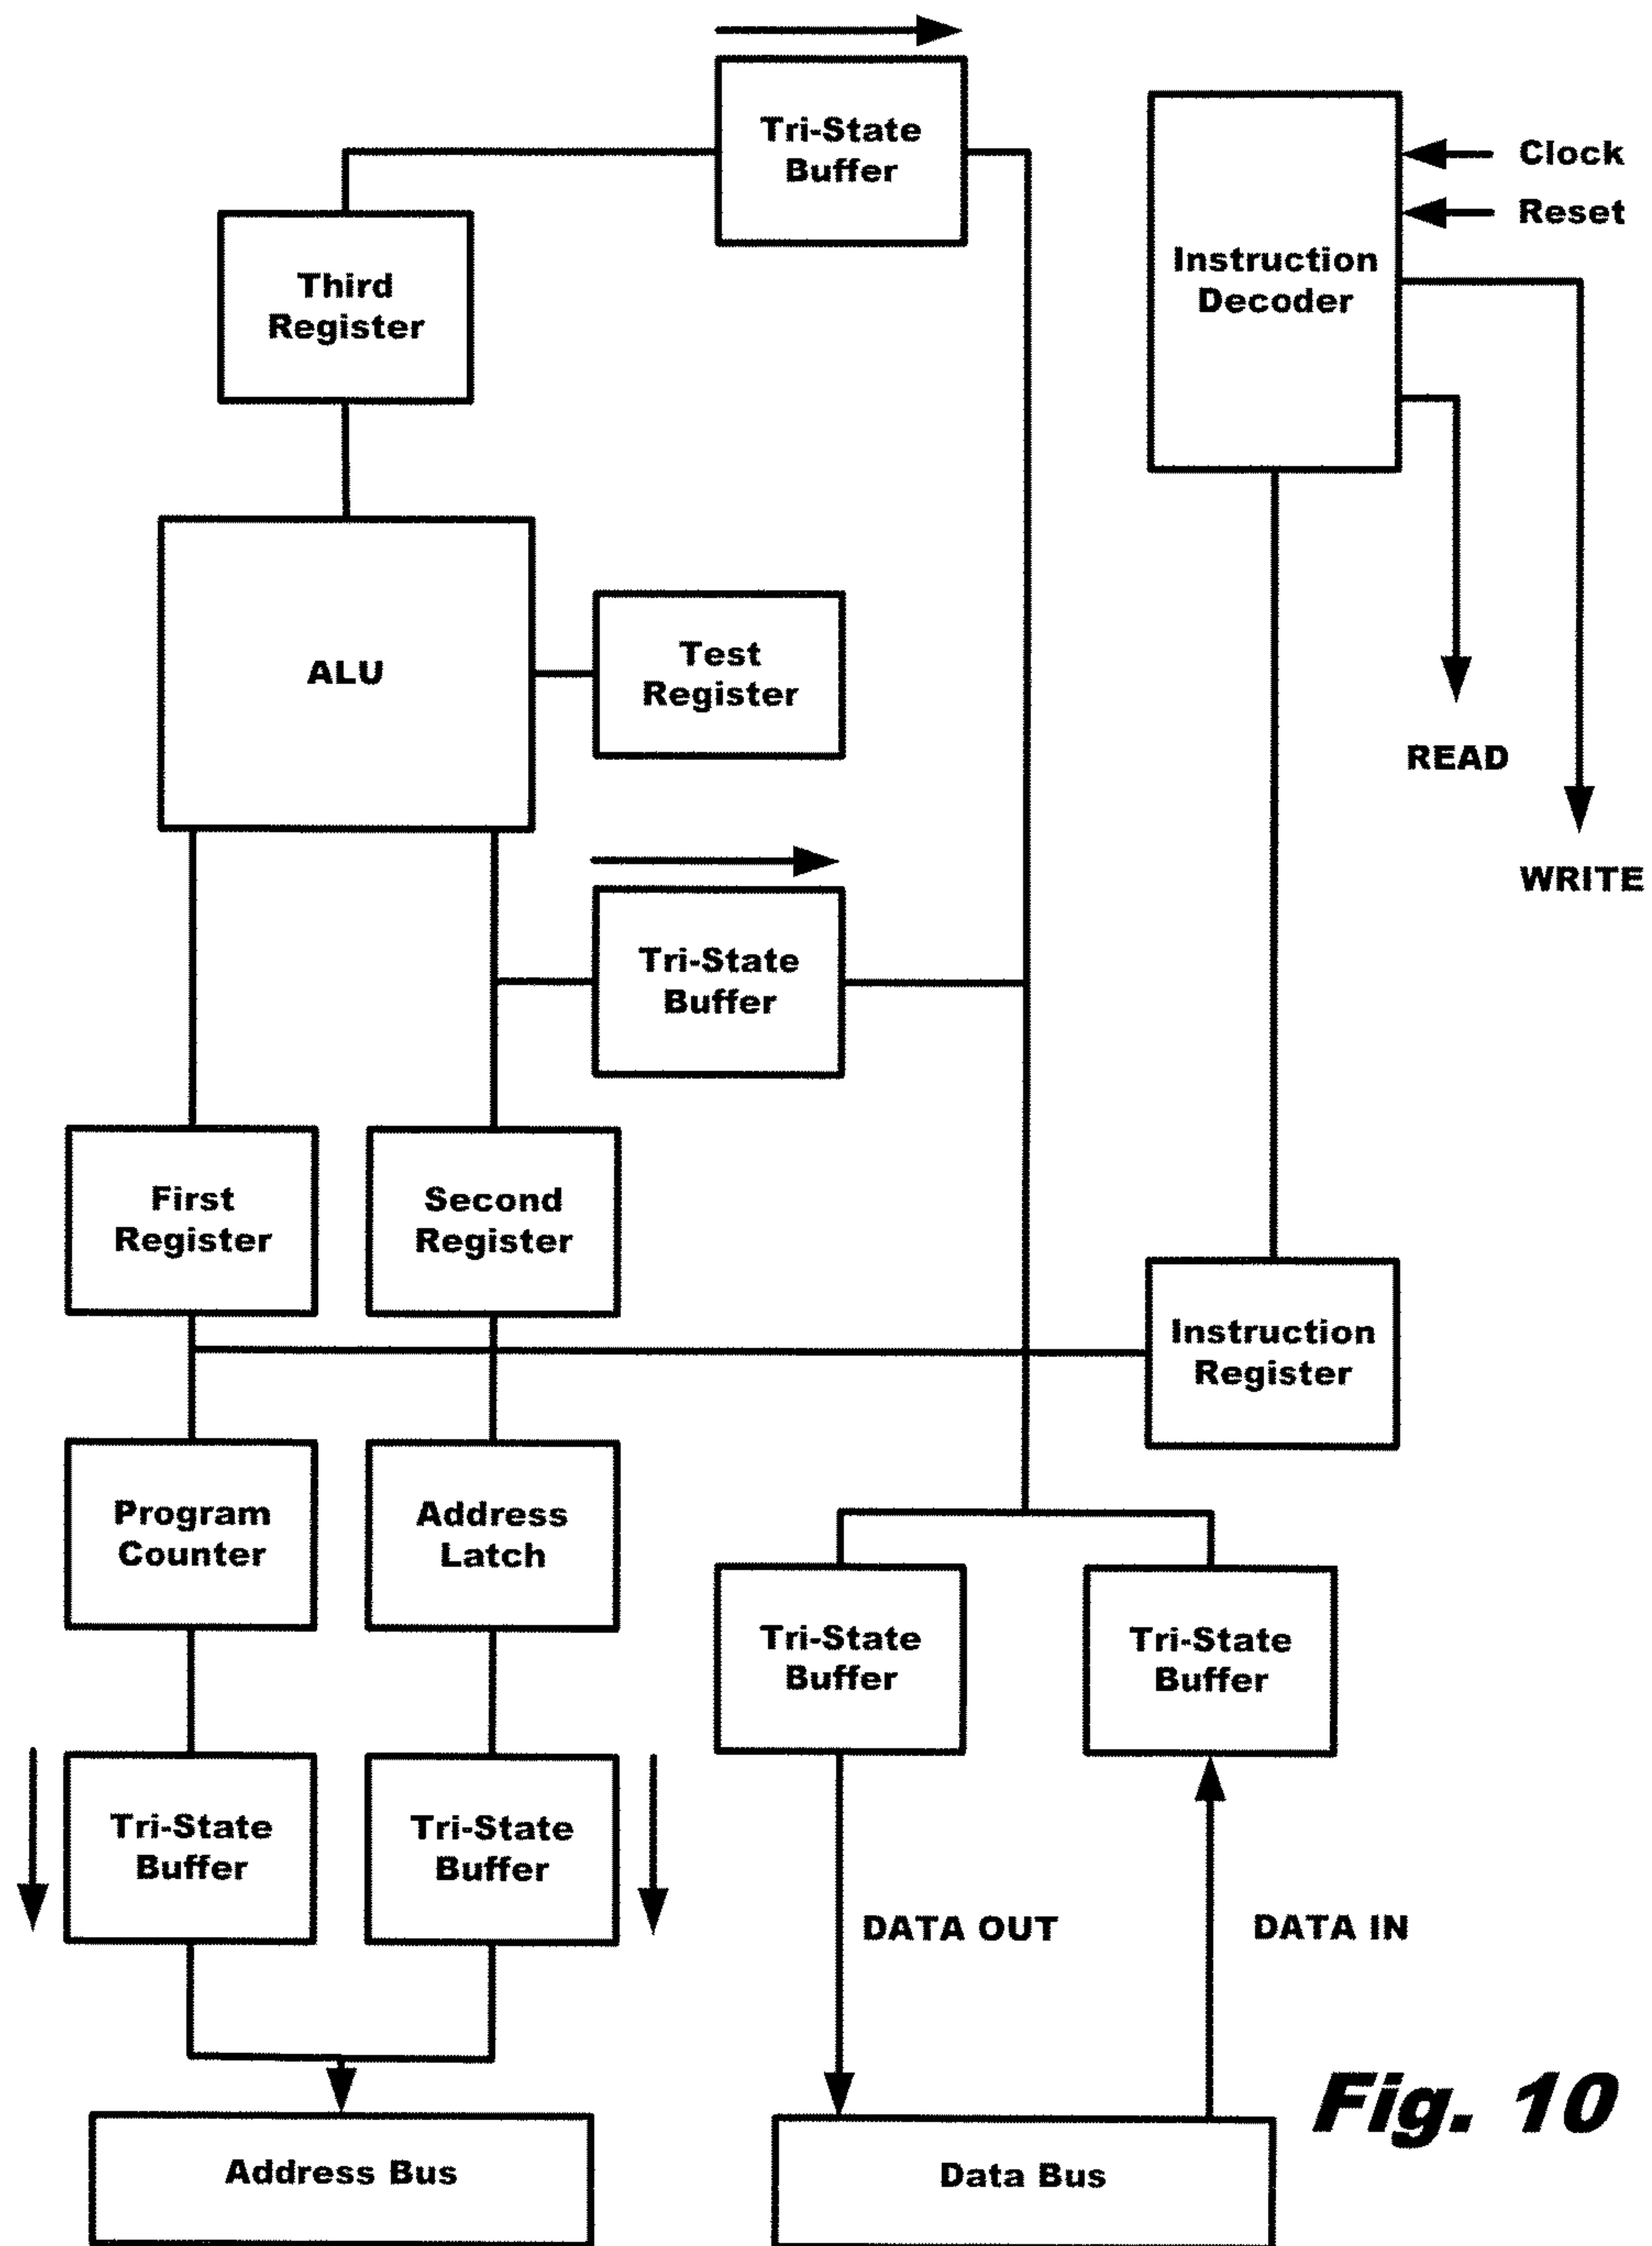 Tri-State
Buffer
Clock
Reset
Instruction
Decoder
Third
Register
ALU
Test
Register
READ
WRITE
Tri-State
Buffer
First
Register
Second
Register
Instruction
Register
Program
Counter
Address
Latch
Tri-State
Buffer
Tri-State
Buffer
Tri-State
Buffer
Tri-State
Buffer
DATA OUT
DATA IN
Fig. 10
Address Bus
Data Bus